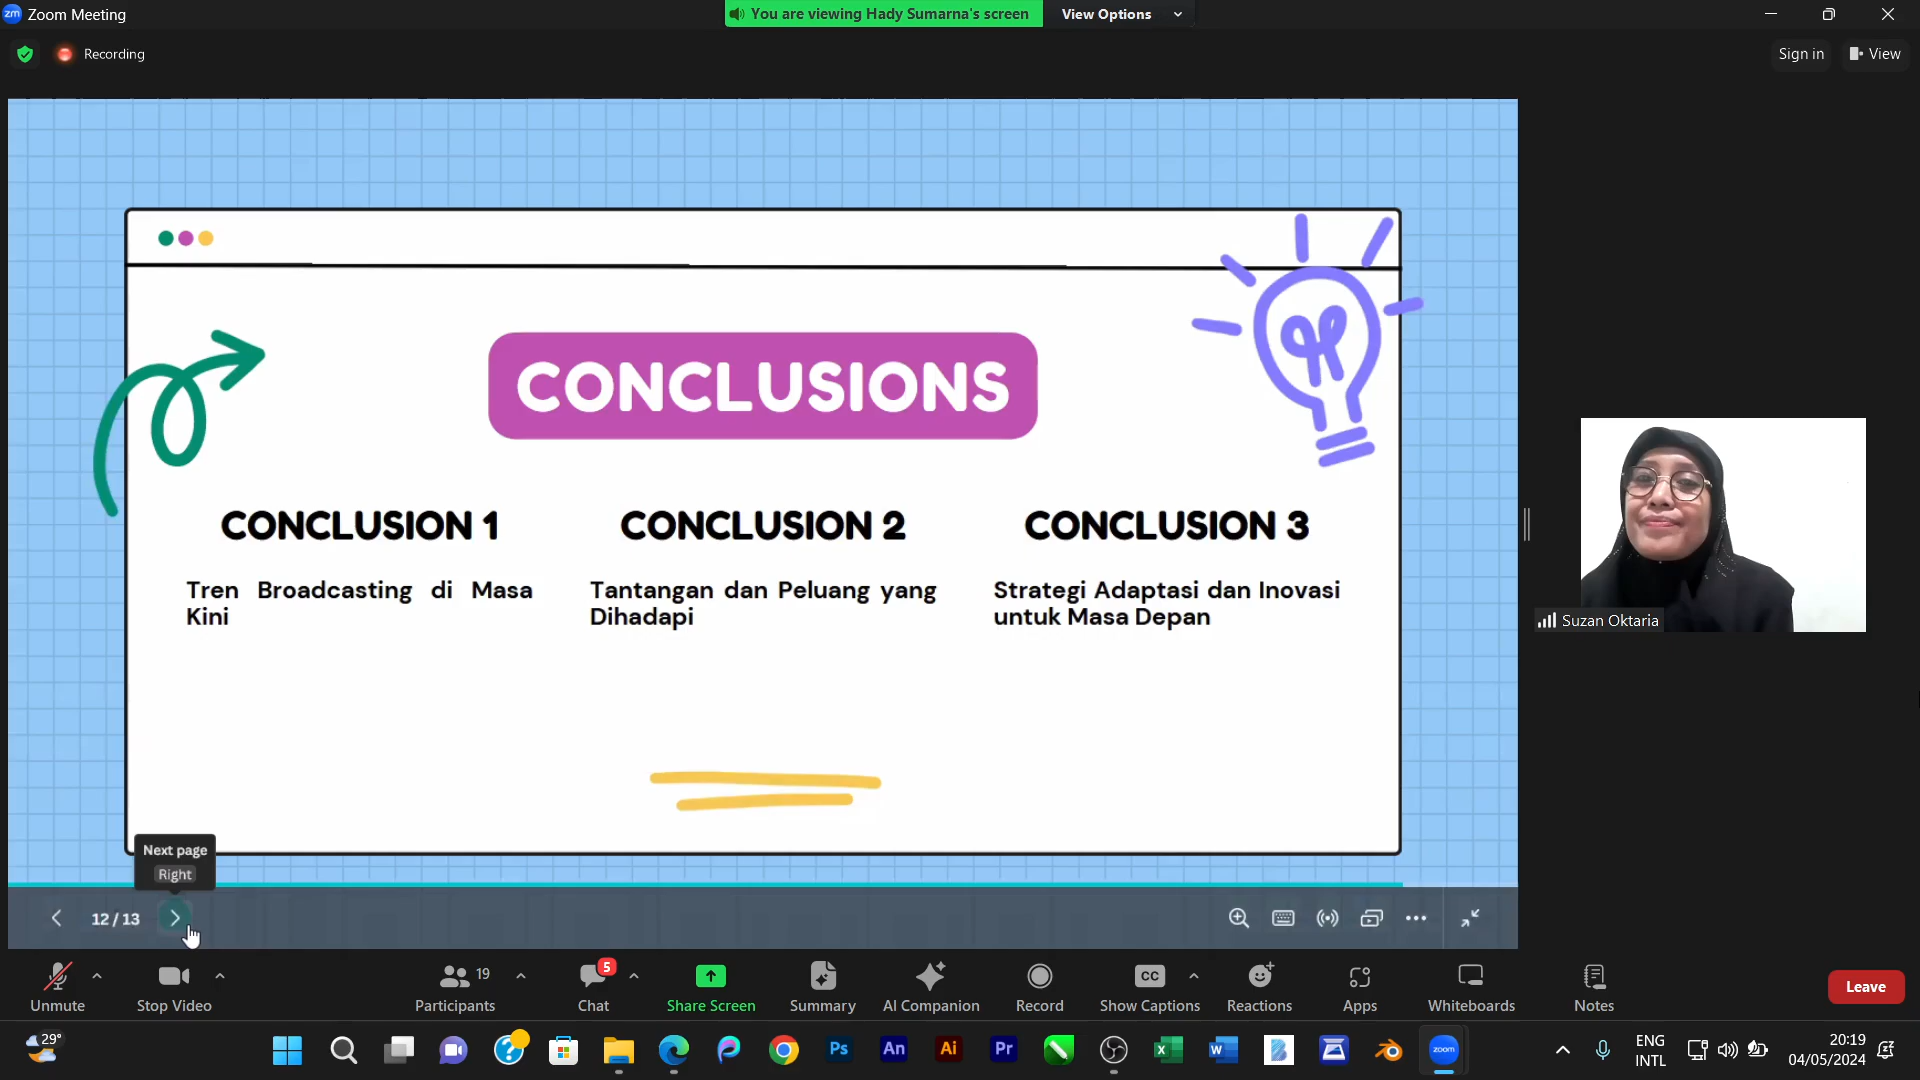 zm Zoom Meeting
You are viewing Hady Sumarna's screen
View Options
Recording
Sign in
View
CONCLUSIONS
CONCLUSION 1
Tren Broadcasting di Masa
Kini
CONCLUSION 2
Tantangan dan Peluang yang
Dihadapi
CONCLUSION 3
Strategi Adaptasi dan Inovasi
untuk Masa Depan
Suzan Oktaria
Next page
Right
12 / 13
Unmute
Stop Video
19
Participants
5
Chat
Share Screen
Summary
AI Companion
Record
CC
Show Captions
Reactions
Apps
Whiteboards
Notes
Leave
29°
Ps
An
Ai
Pr
zoom
ENG
INTL
20:19
04/05/2024